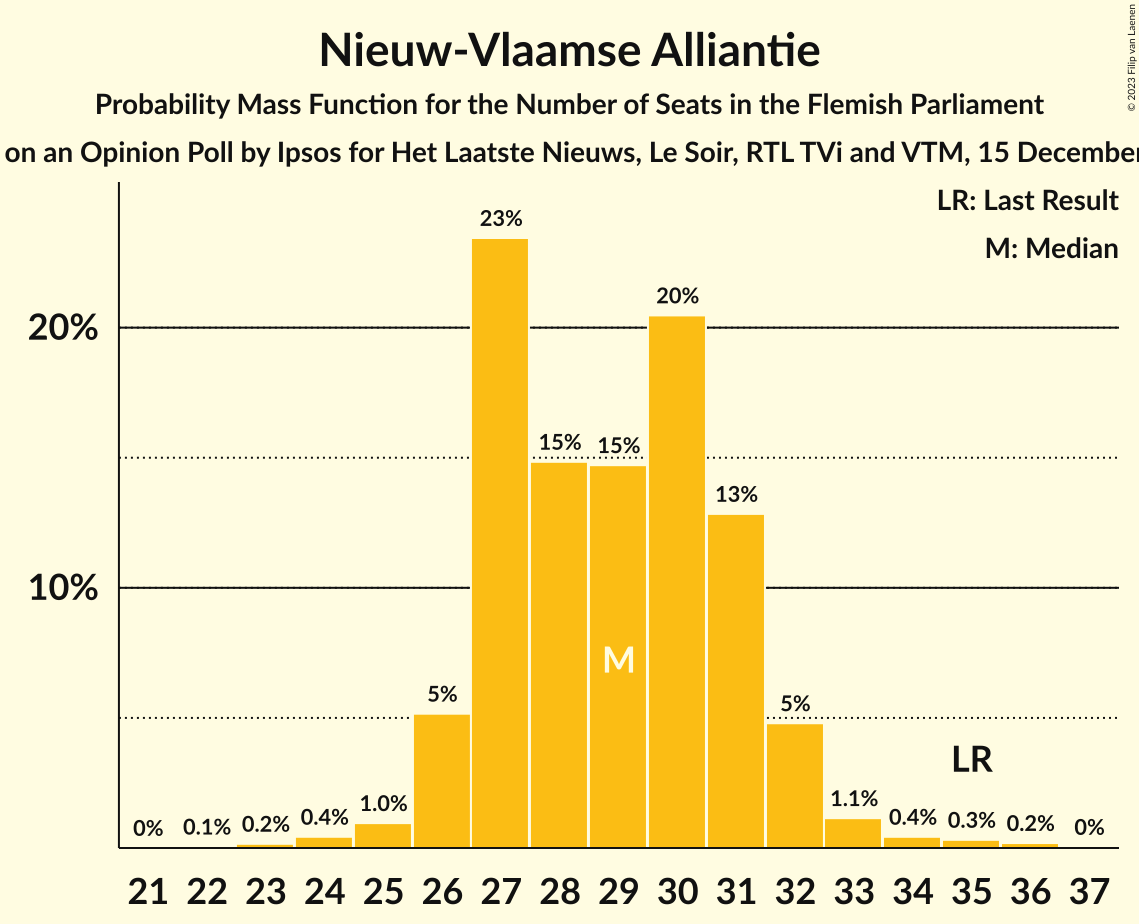 Nieuw-Vlaamse Alliantie
Probability Mass Function for the Number of Seats in the Flemish Parliament
on an Opinion Poll by Ipsos for Het Laatste Nieuws, Le Soir, RTL TVi and VTM, 15 December
© 2023 Filip van Laenen
LR: Last Result
M: Median
20%
10%
0%
0.1%
0.2%
0.4%
1.0%
5%
23%
15%
15%
20%
13%
5%
1.1%
0.4%
0.3%
0.2%
0%
M
LR
21 22 23 24 25 26 27 28 29 30 31 32 33 34 35 36 37